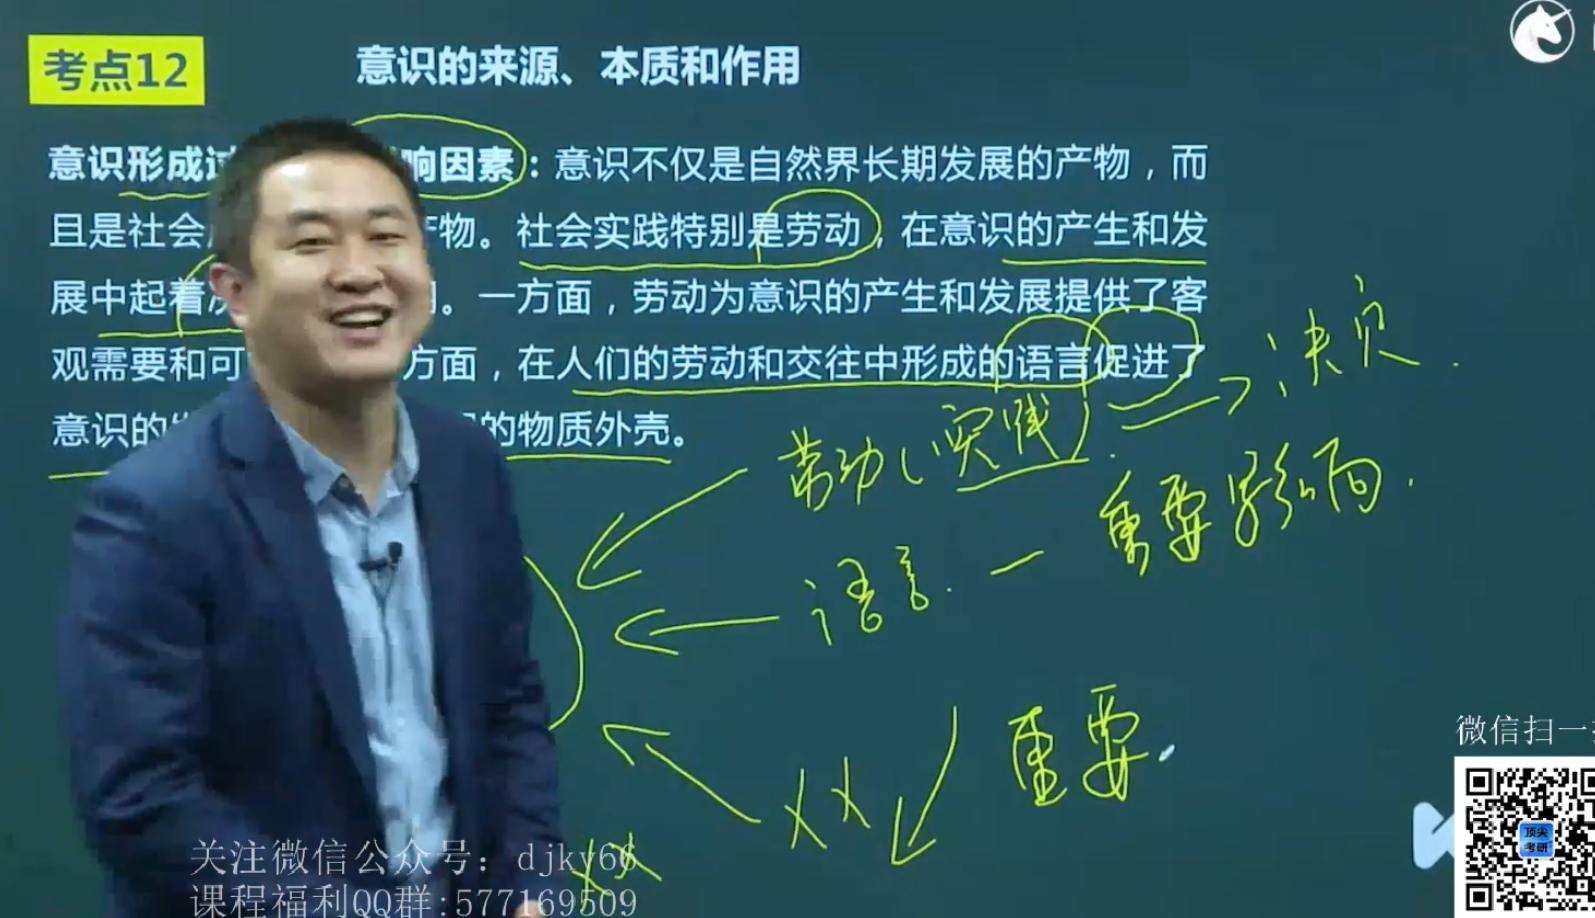 考点12
意识的来源、本质和作用
意识形成 响因素：意识不仅是自然界长期发展的产物，而
且是社会 产物。社会实践特别是劳动，在意识的产生和发
展中起着 。一方面，劳动为意识的产生和发展提供了客
观需要和可 方面，在人们的劳动和交往中形成的语言促进了
意识的 的物质外壳。
劳动（实践） 决定
语言 一 重要影响
XX 重要
XX
微信扫一
顶尖
考研
关注微信公众号：djky66
课程福利QQ群:577169509